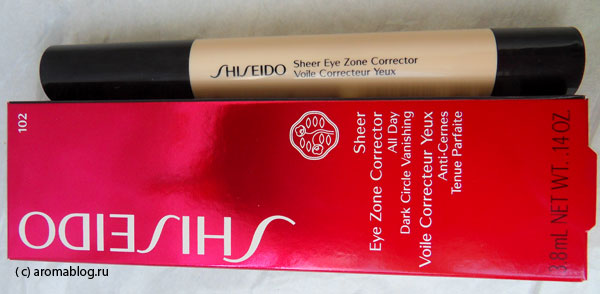 SHISEIDO Sheer Eye Zone Corrector
Voile Correcteur Yeux
102
SHISEIDO
Sheer
Eye Zone Corrector
All Day
Dark Circle Vanishing
Voile Correcteur Yeux
Anti-Cernes
Tenue Parfaite
3.8mL NET WT. .14 OZ.
(c) aromablog.ru